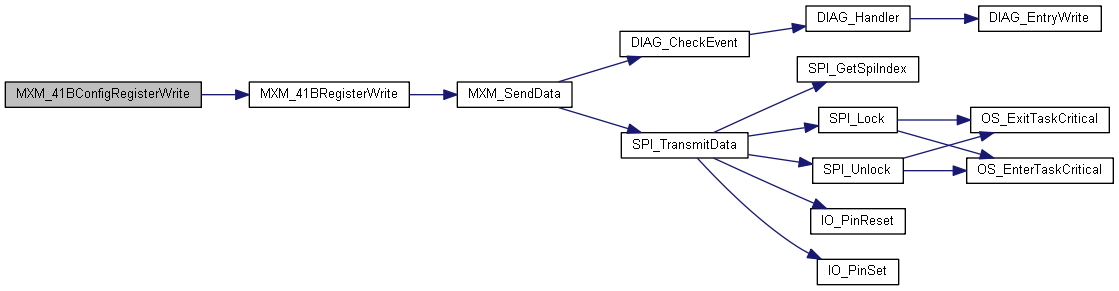 MXM_41BConfigRegisterWrite
MXM_41BRegisterWrite
MXM_SendData
DIAG_CheckEvent
DIAG_Handler
DIAG_EntryWrite
SPI_TransmitData
SPI_GetSpiIndex
SPI_Lock
OS_ExitTaskCritical
SPI_Unlock
OS_EnterTaskCritical
IO_PinReset
IO_PinSet